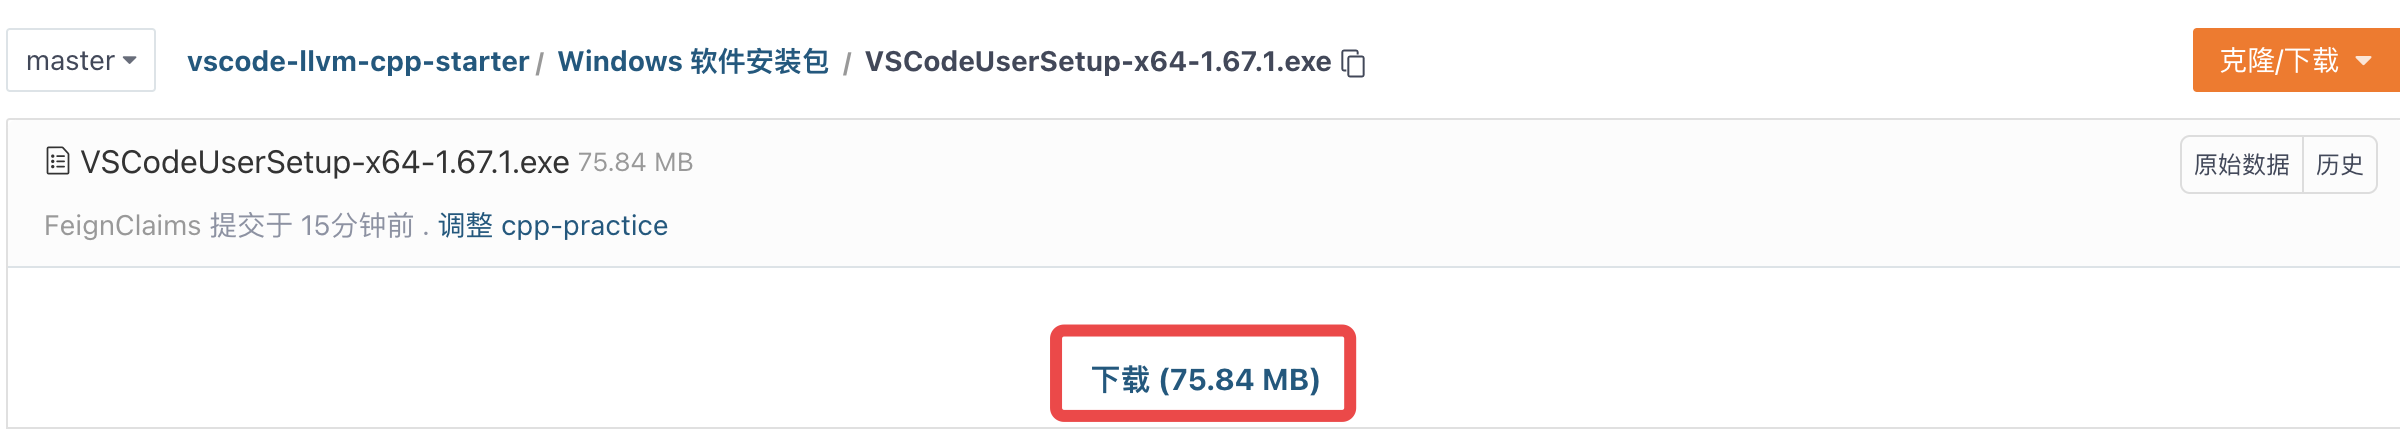 master vscode-llvm-cpp-starter / Windows 软件安装包 / VSCodeUserSetup-x64-1.67.1.exe 克隆/下载
VSCodeUserSetup-x64-1.67.1.exe 75.84 MB 原始数据 历史
FeignClaims 提交于 15分钟前 . 调整 cpp-practice
下载 (75.84 MB)